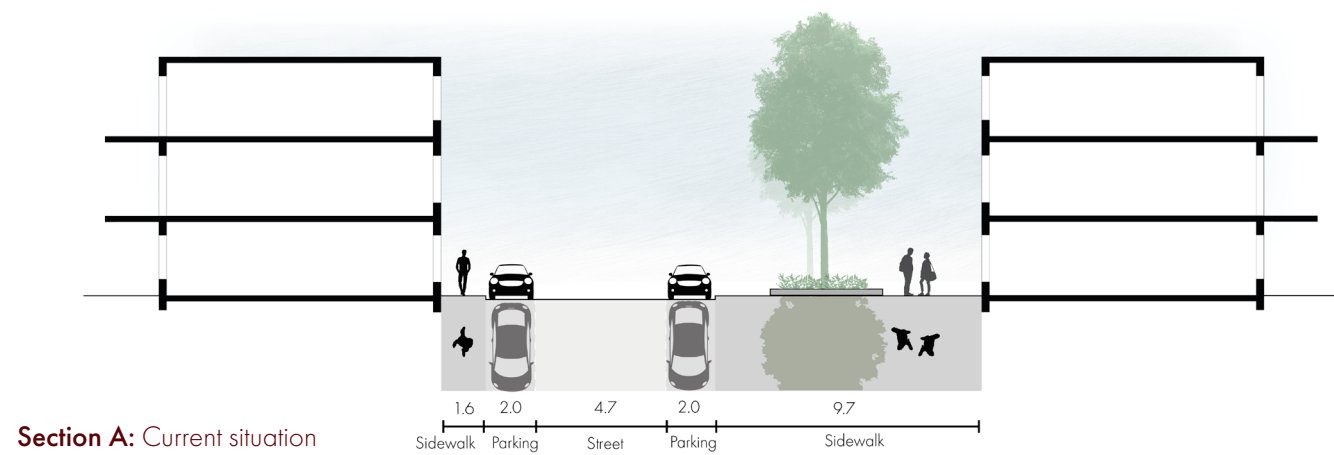 1.6 2.0 4.7 2.0 9.7
Sidewalk Parking Street Parking Sidewalk
Section A: Current situation